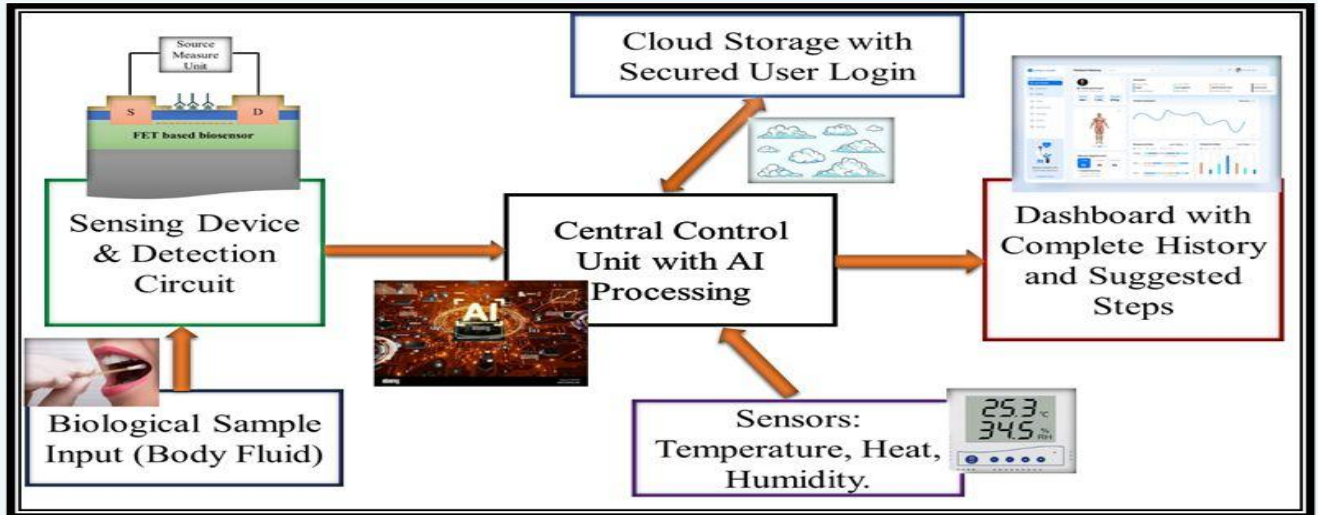 Source
Measure
Unit
S
D
FET based biosensor
Sensing Device
& Detection
Circuit
Biological Sample
Input (Body Fluid)
Cloud Storage with
Secured User Login
Central Control
Unit with AI
Processing
AI
Sensors:
Temperature, Heat,
Humidity.
25.3 °C
34.5 %
RH
Dashboard with
Complete History
and Suggested
Steps